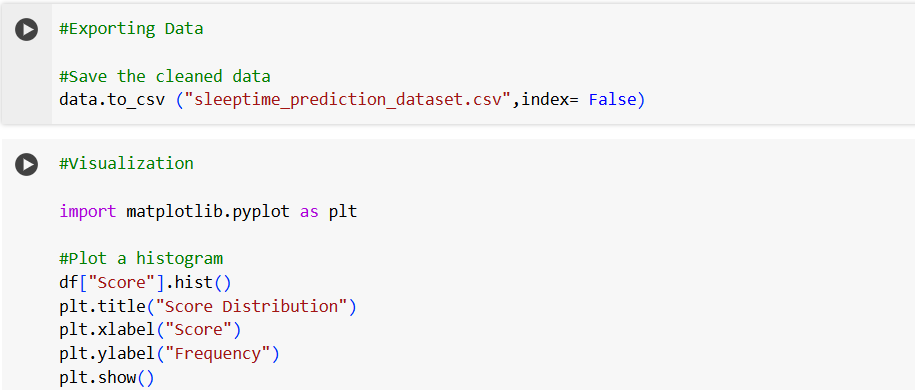 #Exporting Data
#Save the cleaned data
data.to_csv ("sleeptime_prediction_dataset.csv",index= False)
#Visualization
import matplotlib.pyplot as plt
#Plot a histogram
df["Score"].hist()
plt.title("Score Distribution")
plt.xlabel("Score")
plt.ylabel("Frequency")
plt.show()